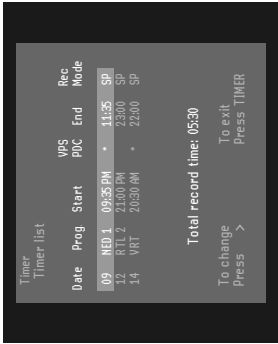 Timer
Timer list
VPS Rec
Date Prog. Start PDC End Mode
09 NED 1 09:35 PM * 11:35 SP
12 RTL 2 21:00 PM 23:00 SP
14 VRT 20:30 AM * 22:00 SP
Total record time: 05:30
To change To exit
Press > Press TIMER